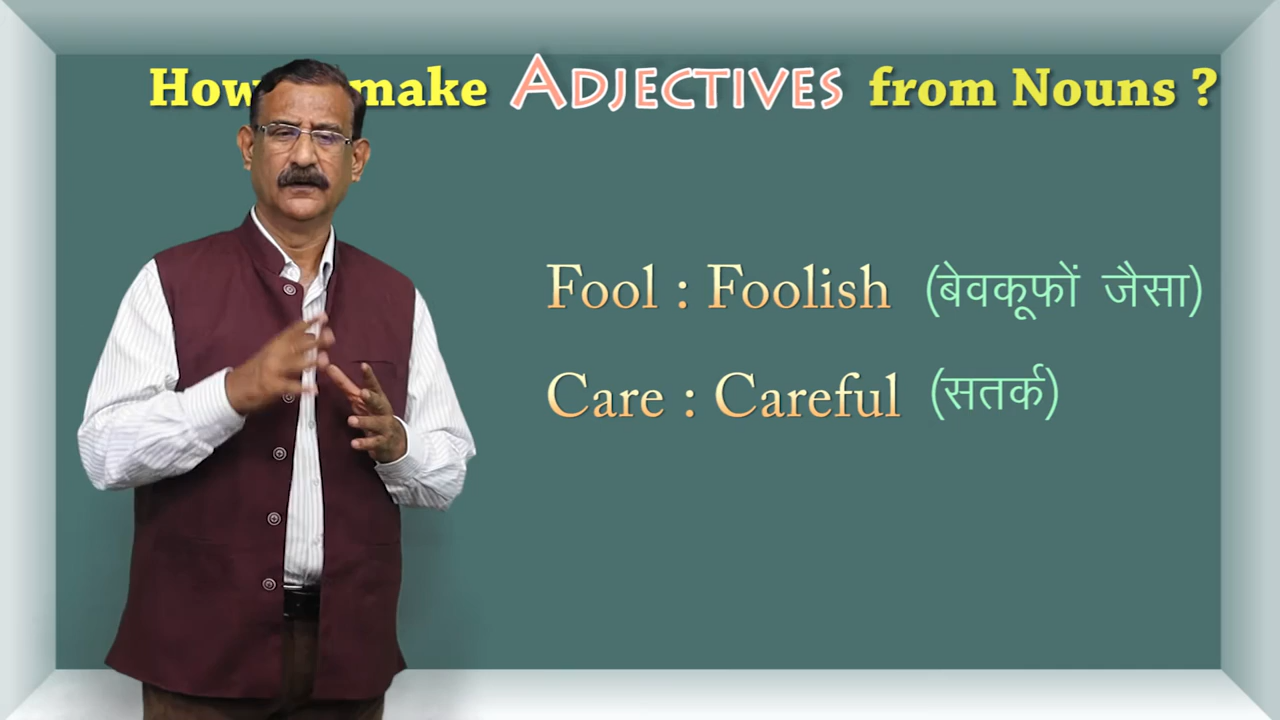 How make ADJECTIVES from Nouns ?
Fool : Foolish (बेवकूफों जैसा)
Care : Careful (सतर्क)